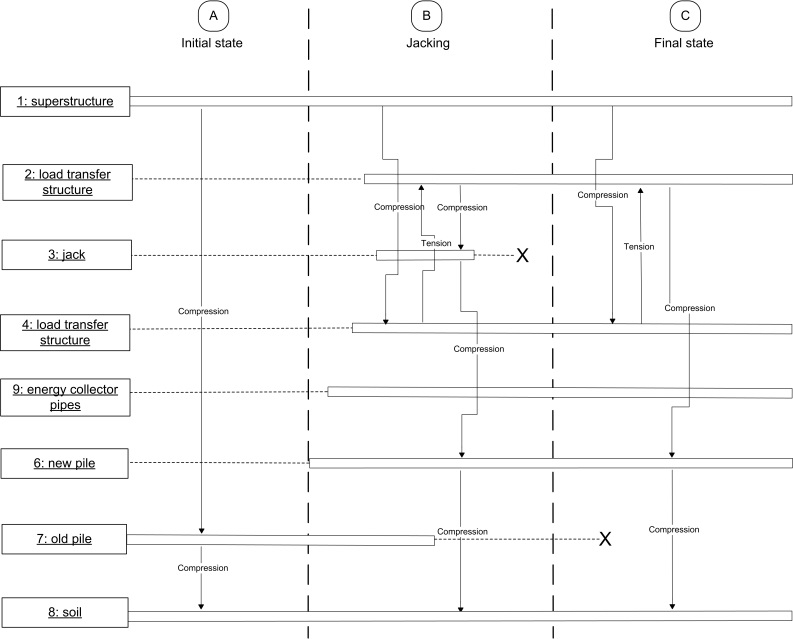 A
B
C
Initial state
Jacking
Final state
1: superstructure
2: load transfer
structure
Compression
Compression
Compression
Tension
Tension
3: jack
X
Compression
Compression
4: load transfer
structure
Compression
9: energy collector
pipes
6: new pile
7: old pile
Compression
Compression
X
Compression
8: soil